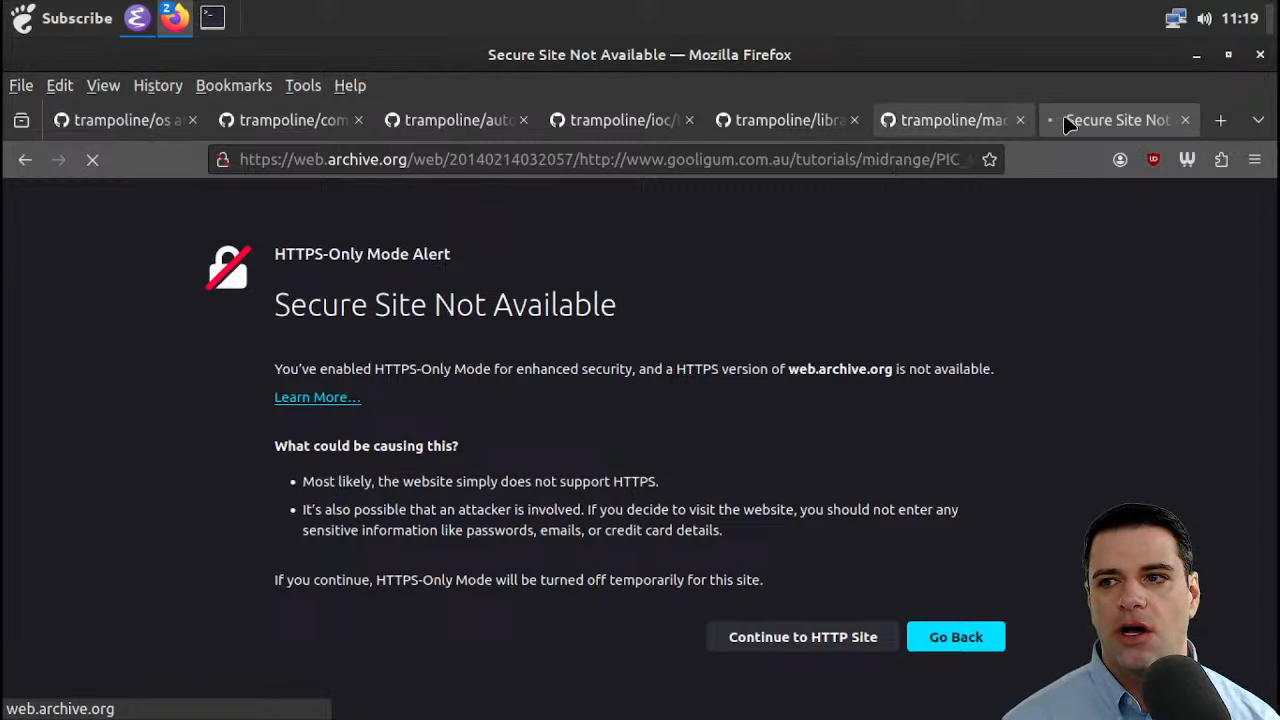 Subscribe
2
11:19
Secure Site Not Available — Mozilla Firefox
File Edit View History Bookmarks Tools Help
trampoline/os a
trampoline/com
trampoline/auto
trampoline/ioc/
trampoline/libra
trampoline/mac
Secure Site Not
https://web.archive.org/web/20140214032057/http://www.gooligum.com.au/tutorials/midrange/PIC_
HTTPS-Only Mode Alert
Secure Site Not Available
You’ve enabled HTTPS-Only Mode for enhanced security, and a HTTPS version of web.archive.org is not available.
Learn More…
What could be causing this?
• Most likely, the website simply does not support HTTPS.
• It’s also possible that an attacker is involved. If you decide to visit the website, you should not enter any
sensitive information like passwords, emails, or credit card details.
If you continue, HTTPS-Only Mode will be turned off temporarily for this site.
Continue to HTTP Site
Go Back
web.archive.org